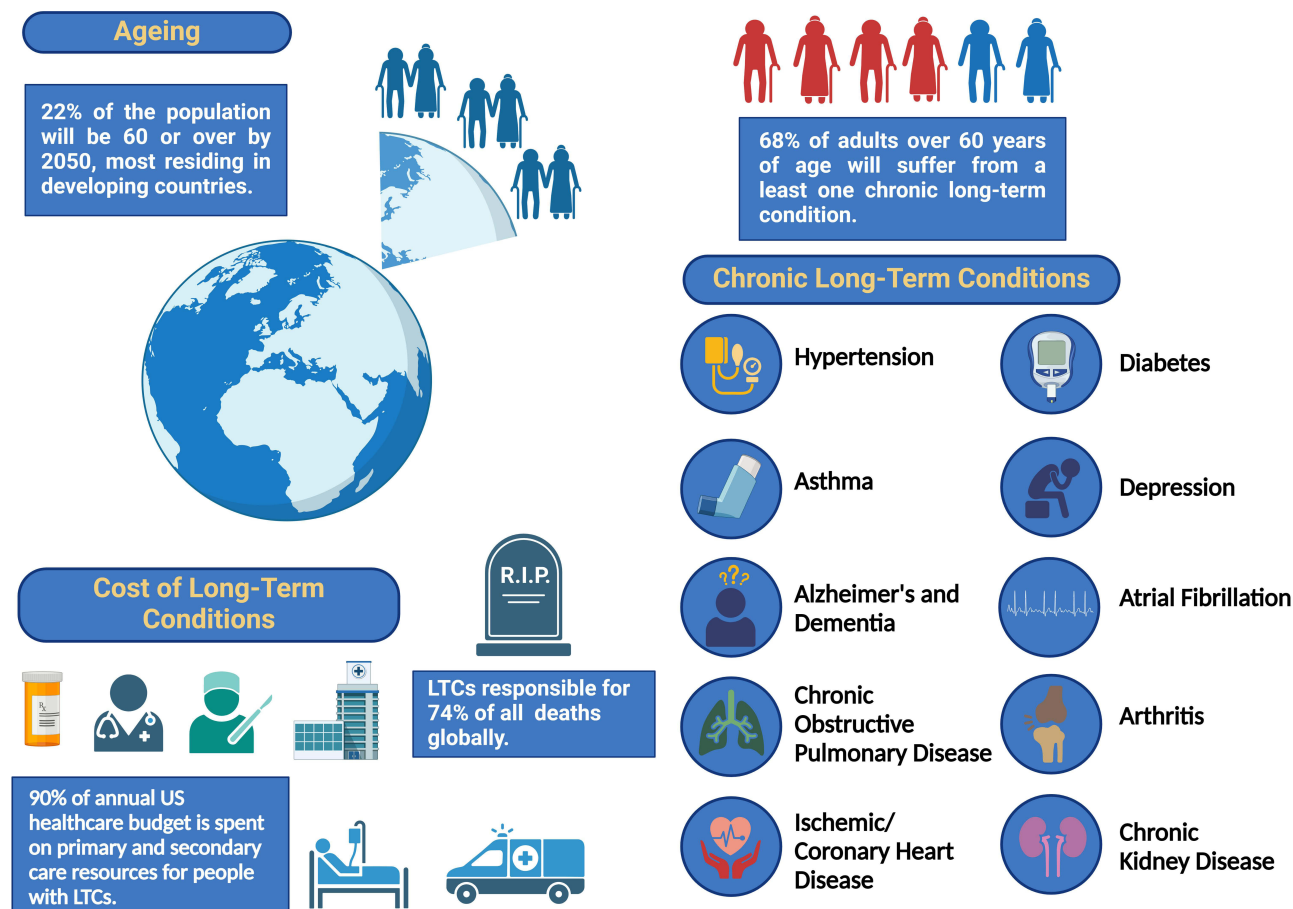 Ageing
22% of the population
will be 60 or over by
2050, most residing in
developing countries.
68% of adults over 60 years
of age will suffer from a
least one chronic long-term
condition.
Chronic Long-Term Conditions
Hypertension
Diabetes
Asthma
Depression
???
Alzheimer's and
Dementia
Atrial Fibrillation
Chronic
Obstructive
Pulmonary Disease
Arthritis
Ischemic/
Coronary Heart
Disease
Chronic
Kidney Disease
Cost of Long-Term
Conditions
R.I.P.
Rx
LTCs responsible for
74% of all deaths
globally.
90% of annual US
healthcare budget is spent
on primary and secondary
care resources for people
with LTCs.